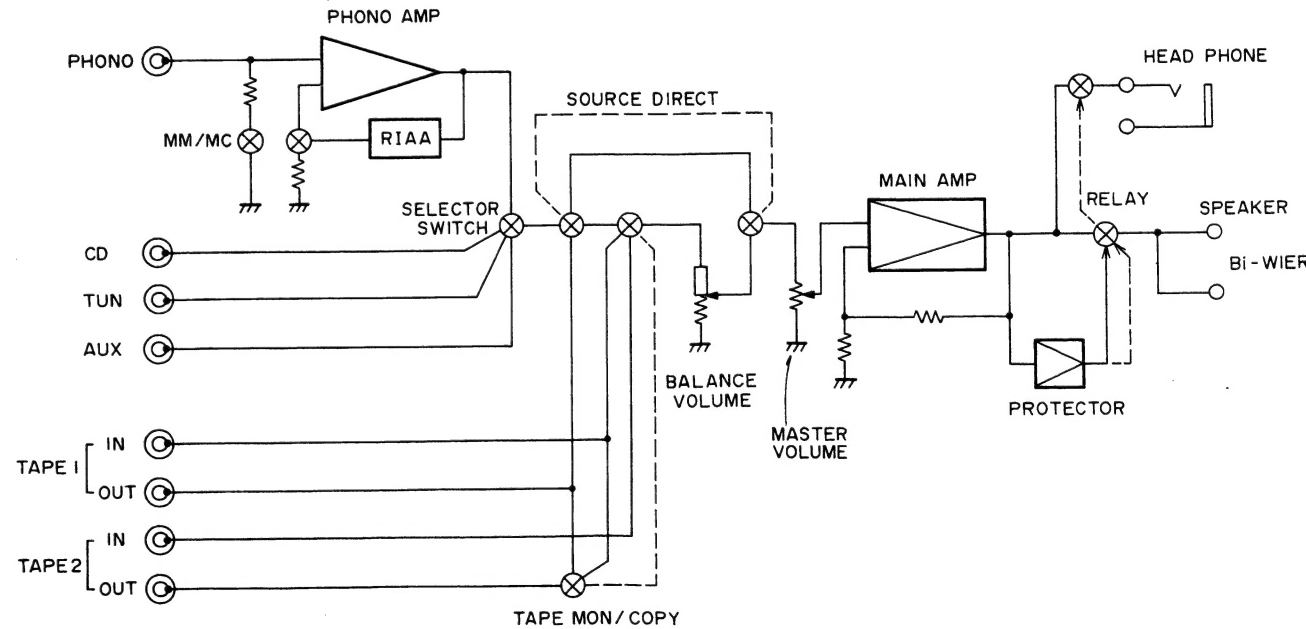 PHONO AMP
PHONO
MM/MC
RIAA
SOURCE DIRECT
SELECTOR
SWITCH
CD
TUN
AUX
MAIN AMP
HEAD PHONE
RELAY
SPEAKER
Bi-WIER
BALANCE
VOLUME
MASTER
VOLUME
PROTECTOR
TAPE 1
IN
OUT
TAPE 2
IN
OUT
TAPE MON/COPY